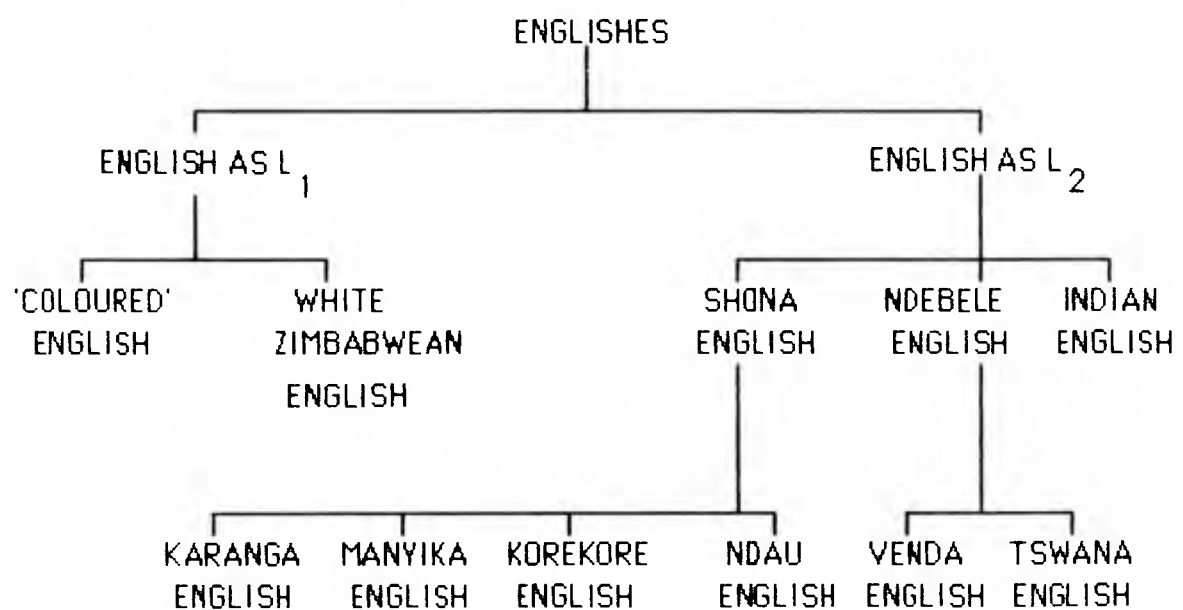 ENGLISHES
ENGLISH AS L1
ENGLISH AS L2
'COLOURED'
ENGLISH
WHITE
ZIMBABWEAN
ENGLISH
SHONA
ENGLISH
NDEBELE
ENGLISH
INDIAN
ENGLISH
KARANGA
ENGLISH
MANYIKA
ENGLISH
KOREKORE
ENGLISH
NDAU
ENGLISH
VENDA
ENGLISH
TSWANA
ENGLISH